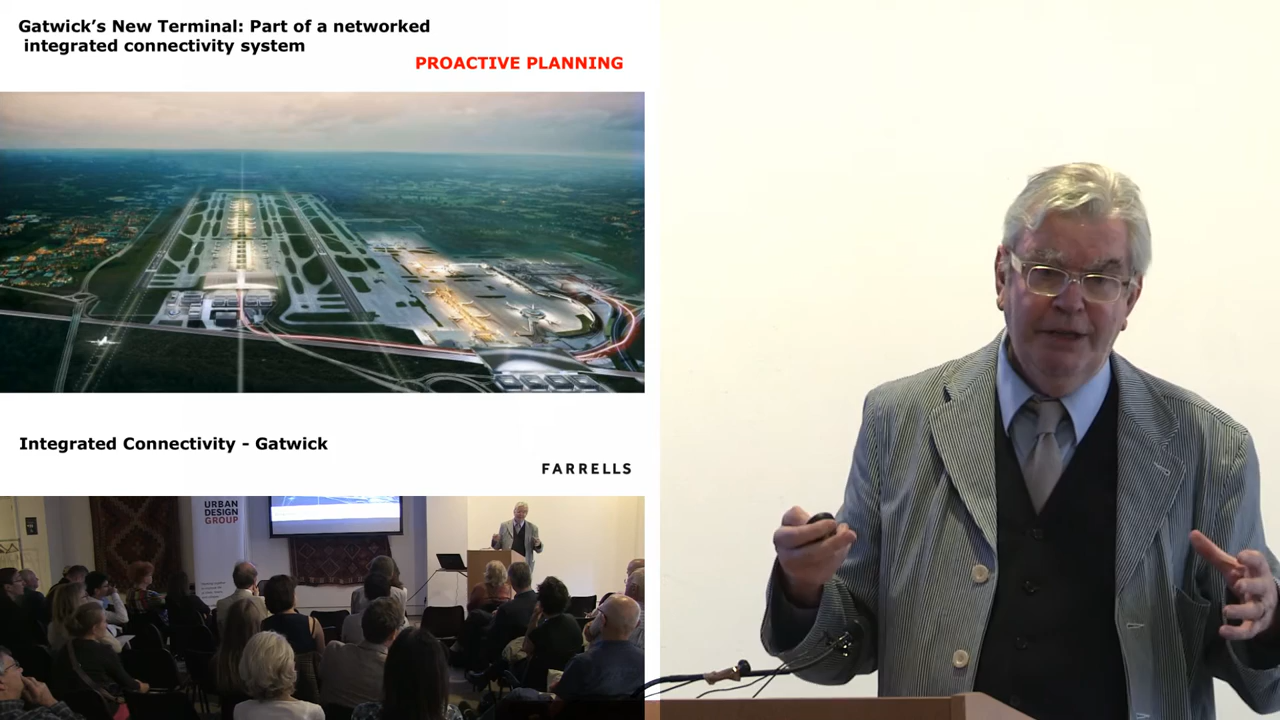 Gatwick's New Terminal: Part of a networked
integrated connectivity system
PROACTIVE PLANNING
Integrated Connectivity - Gatwick
FARRELLS
URBAN
DESIGN
GROUP